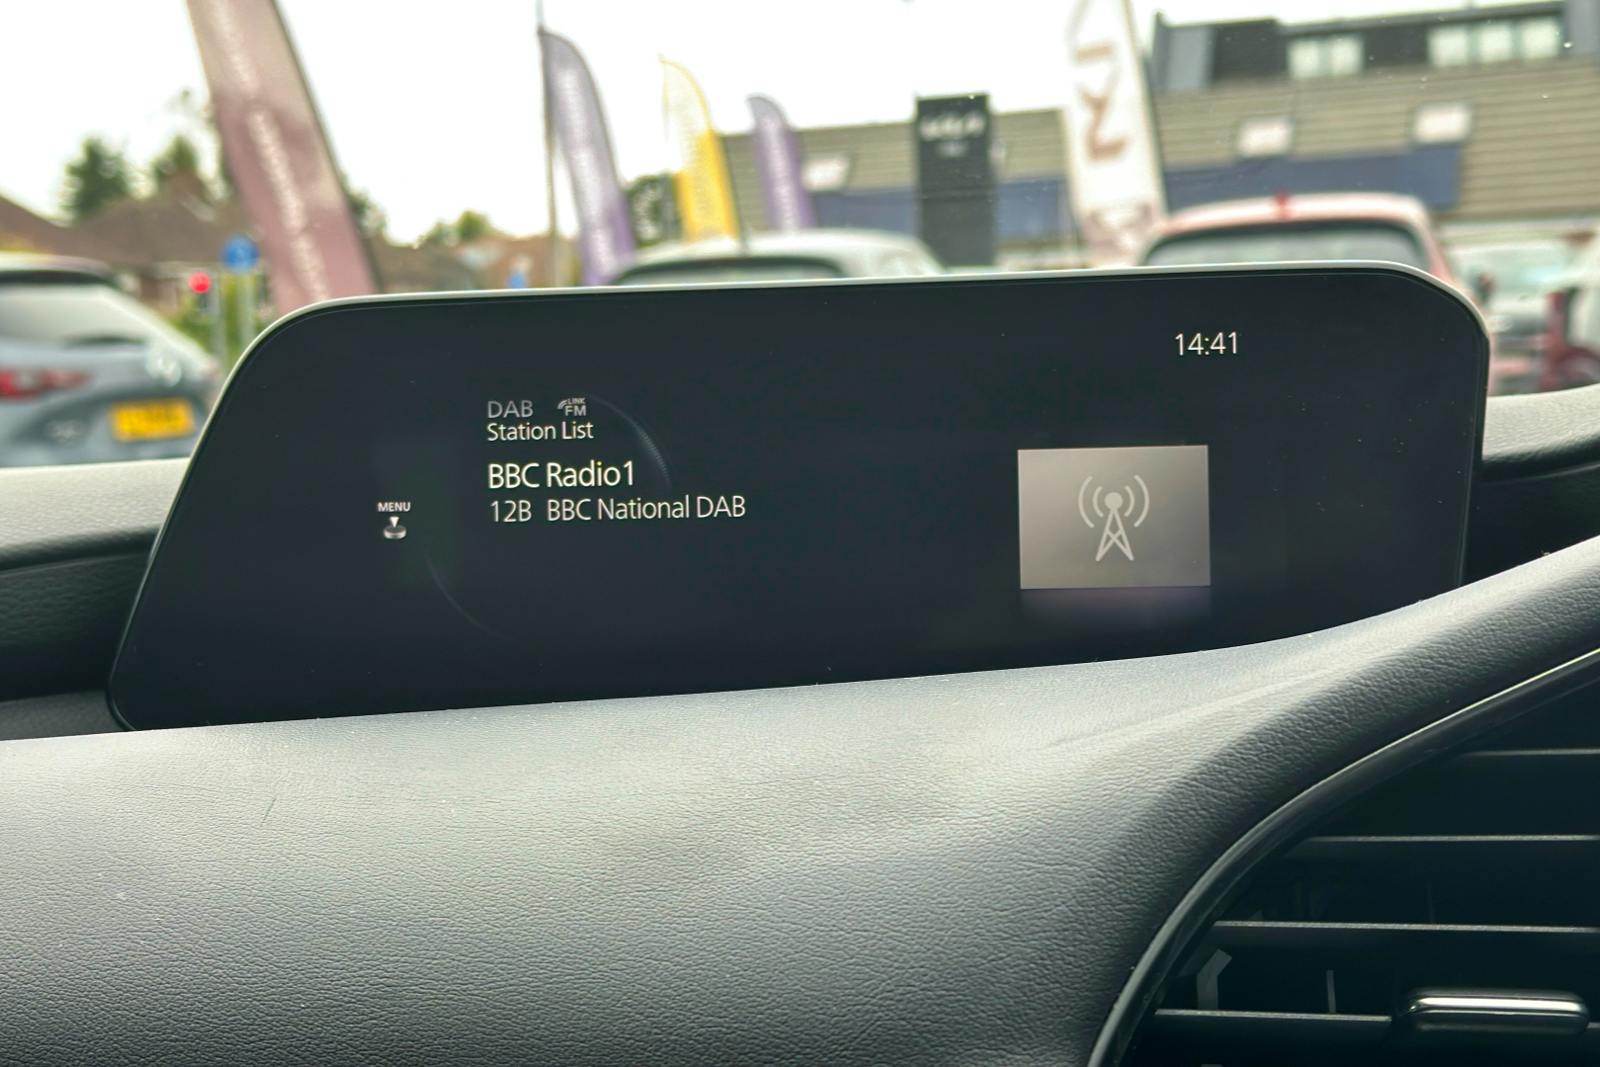 14:41
DAB LINK FM
Station List
BBC Radio1
12B BBC National DAB
MENU